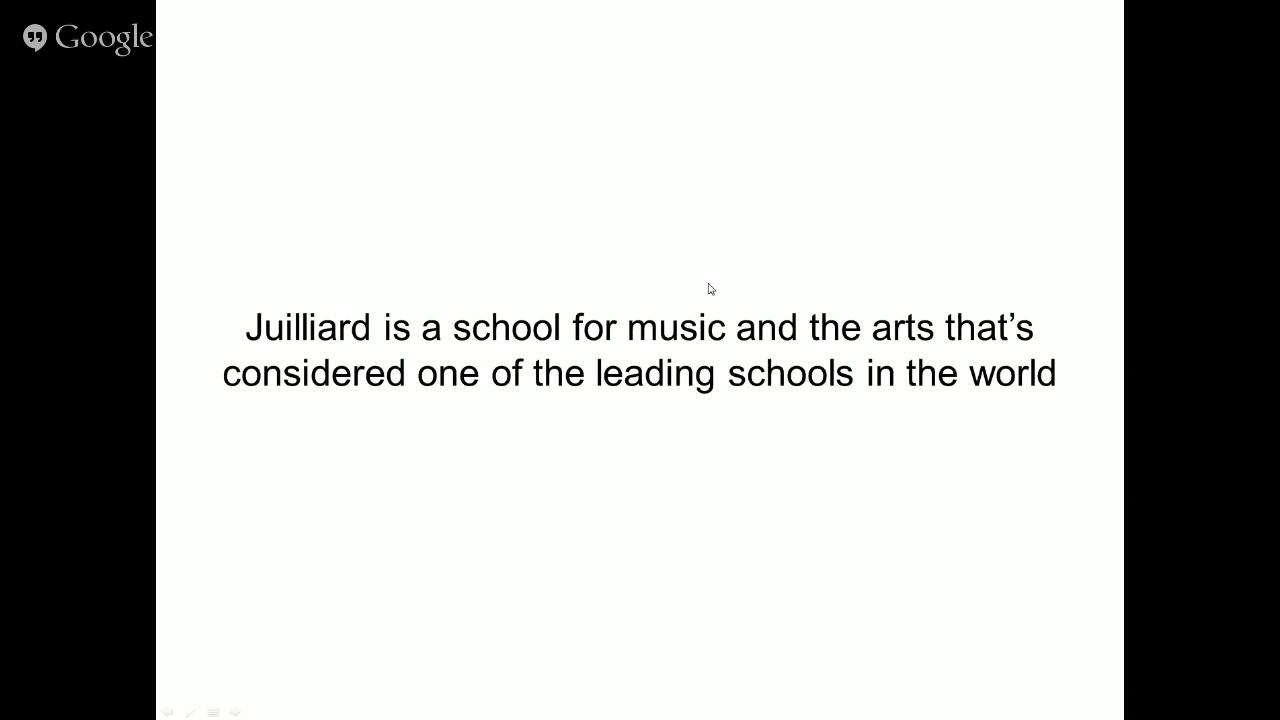 Google
Juilliard is a school for music and the arts that’s
considered one of the leading schools in the world